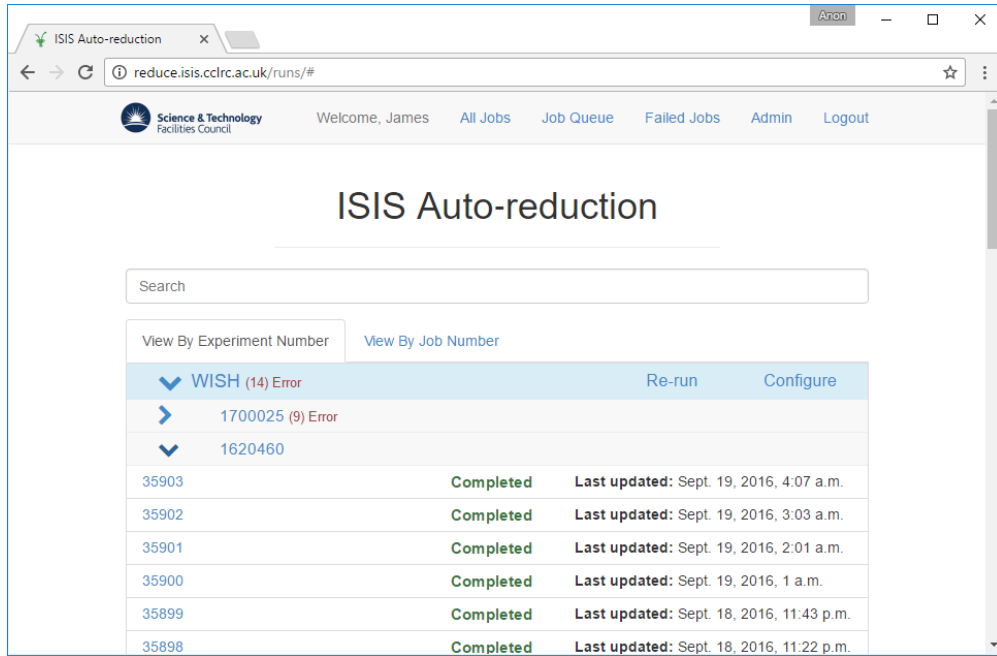 Anon
ISIS Auto-reduction
reduce.isis.cclrc.ac.uk/runs/#
Science & Technology
Facilities Council
Welcome, James All Jobs Job Queue Failed Jobs Admin Logout
ISIS Auto-reduction
Search
View By Experiment Number View By Job Number
WISH (14) Error Re-run Configure
1700025 (9) Error
1620460
35903 Completed Last updated: Sept. 19, 2016, 4:07 a.m.
35902 Completed Last updated: Sept. 19, 2016, 3:03 a.m.
35901 Completed Last updated: Sept. 19, 2016, 2:01 a.m.
35900 Completed Last updated: Sept. 19, 2016, 1 a.m.
35899 Completed Last updated: Sept. 18, 2016, 11:43 p.m.
35898 Completed Last updated: Sept. 18, 2016, 11:22 p.m.